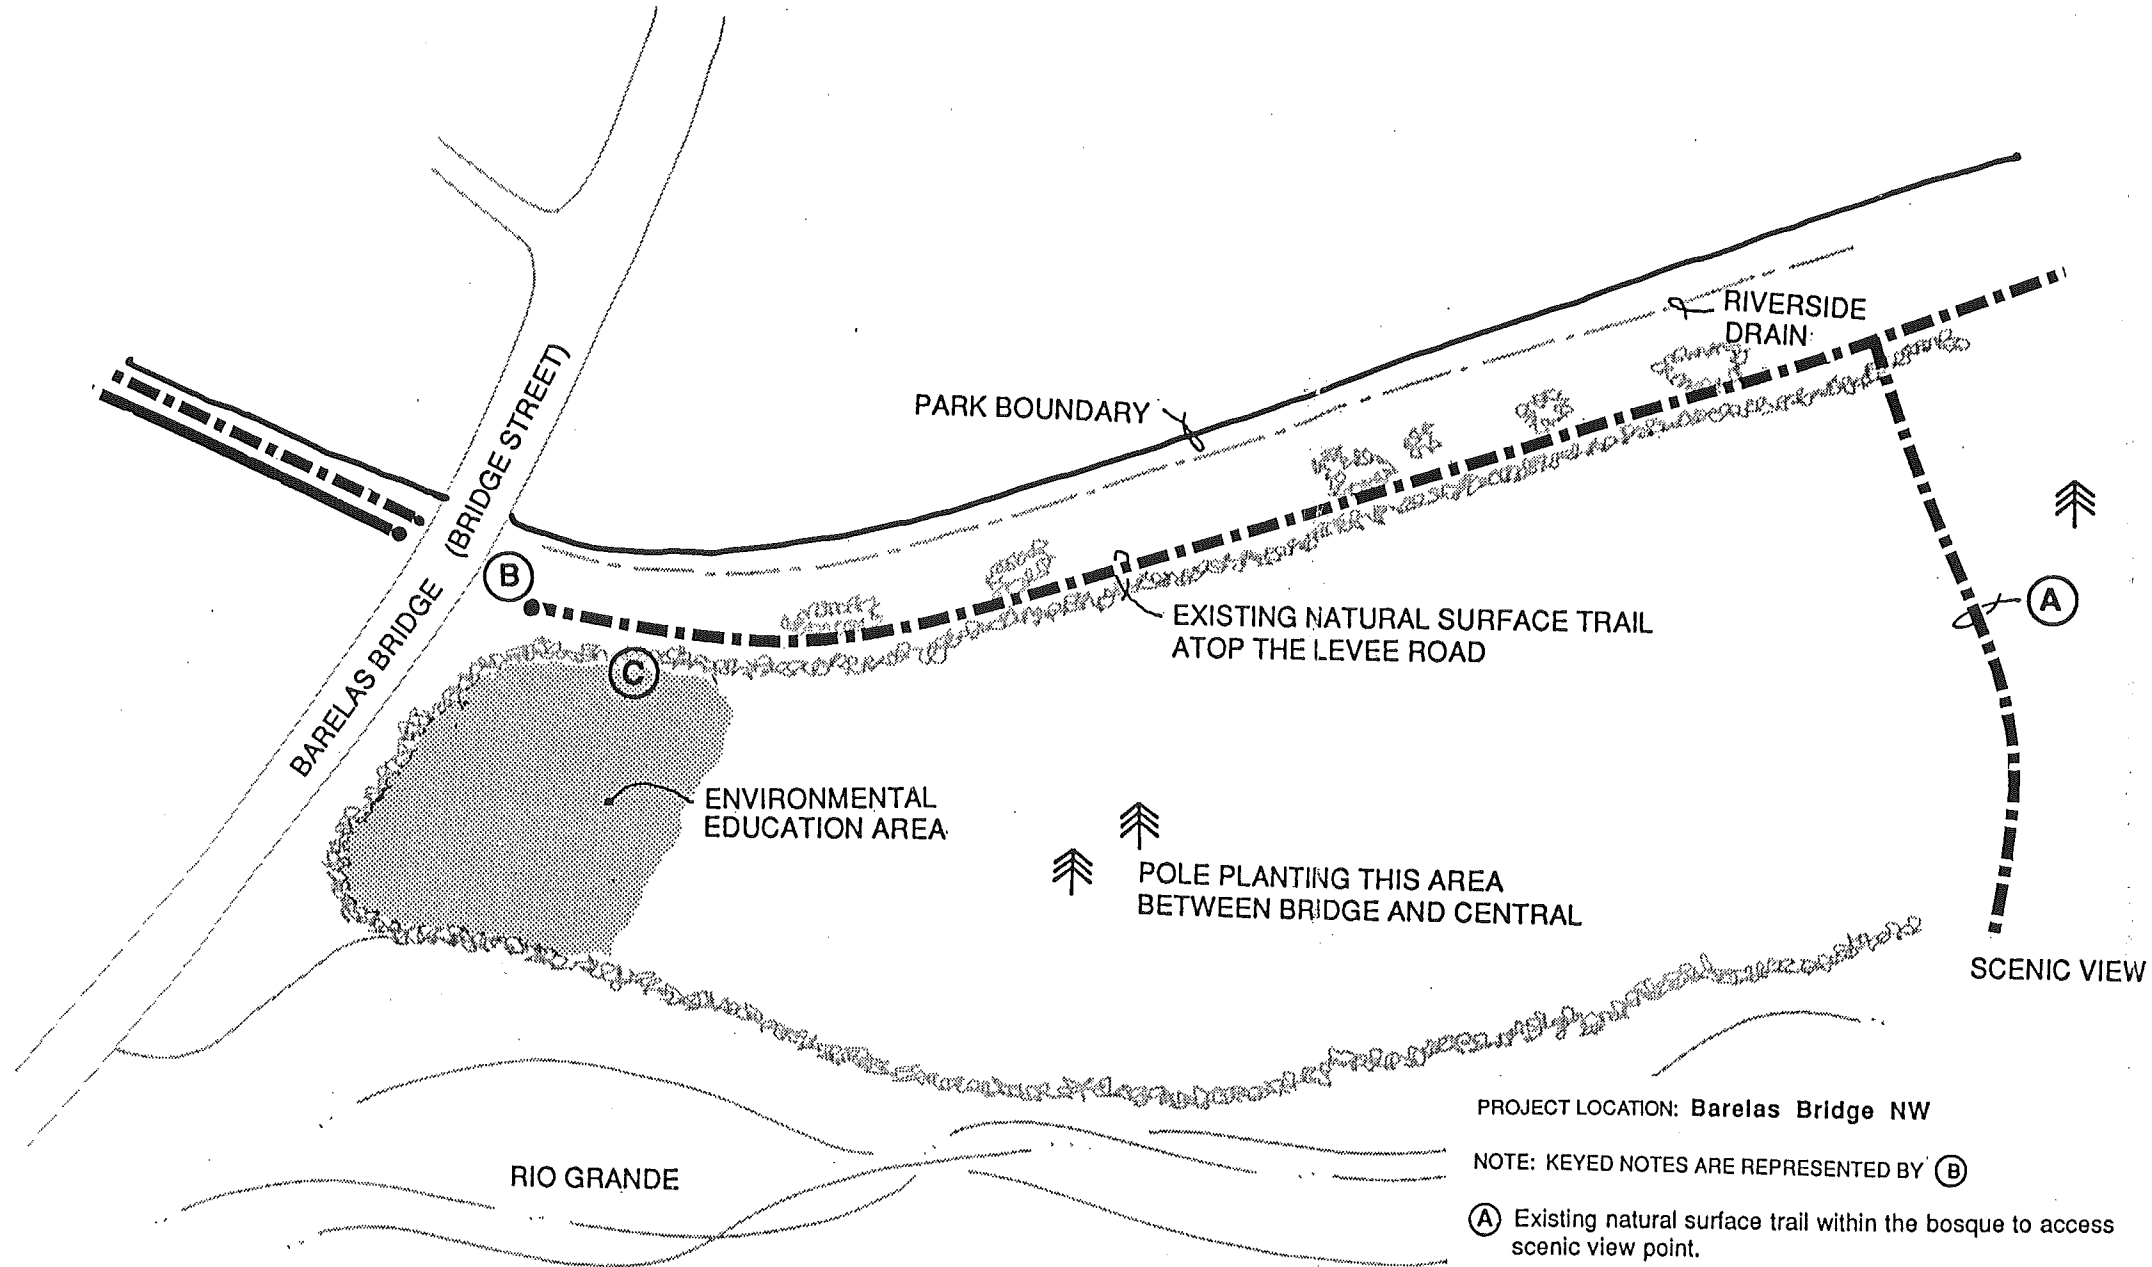 RIVERSIDE
DRAIN
PARK BOUNDARY
BARELAS BRIDGE (BRIDGE STREET)
B
A
EXISTING NATURAL SURFACE TRAIL
ATOP THE LEVEE ROAD
C
ENVIRONMENTAL
EDUCATION AREA
POLE PLANTING THIS AREA
BETWEEN BRIDGE AND CENTRAL
SCENIC VIEW
RIO GRANDE
PROJECT LOCATION: Barelas Bridge NW
NOTE: KEYED NOTES ARE REPRESENTED BY B
A Existing natural surface trail within the bosque to access
scenic view point.